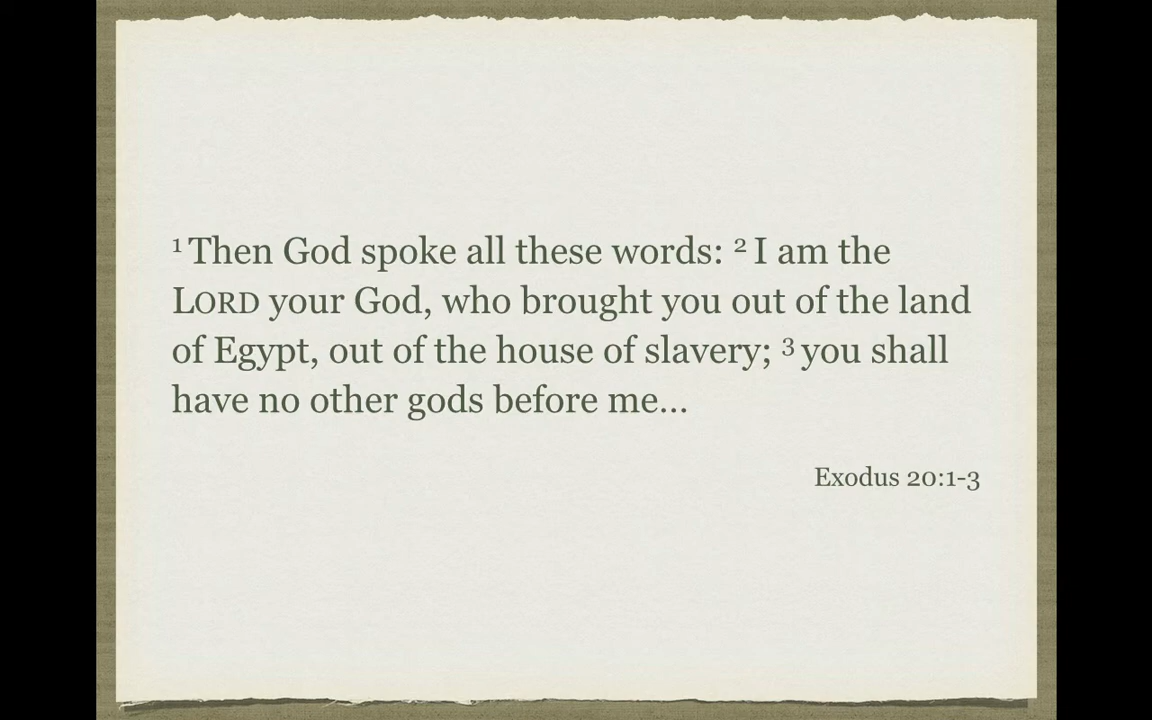 ¹ Then God spoke all these words: ² I am the
LORD your God, who brought you out of the land
of Egypt, out of the house of slavery; ³ you shall
have no other gods before me...
Exodus 20:1-3